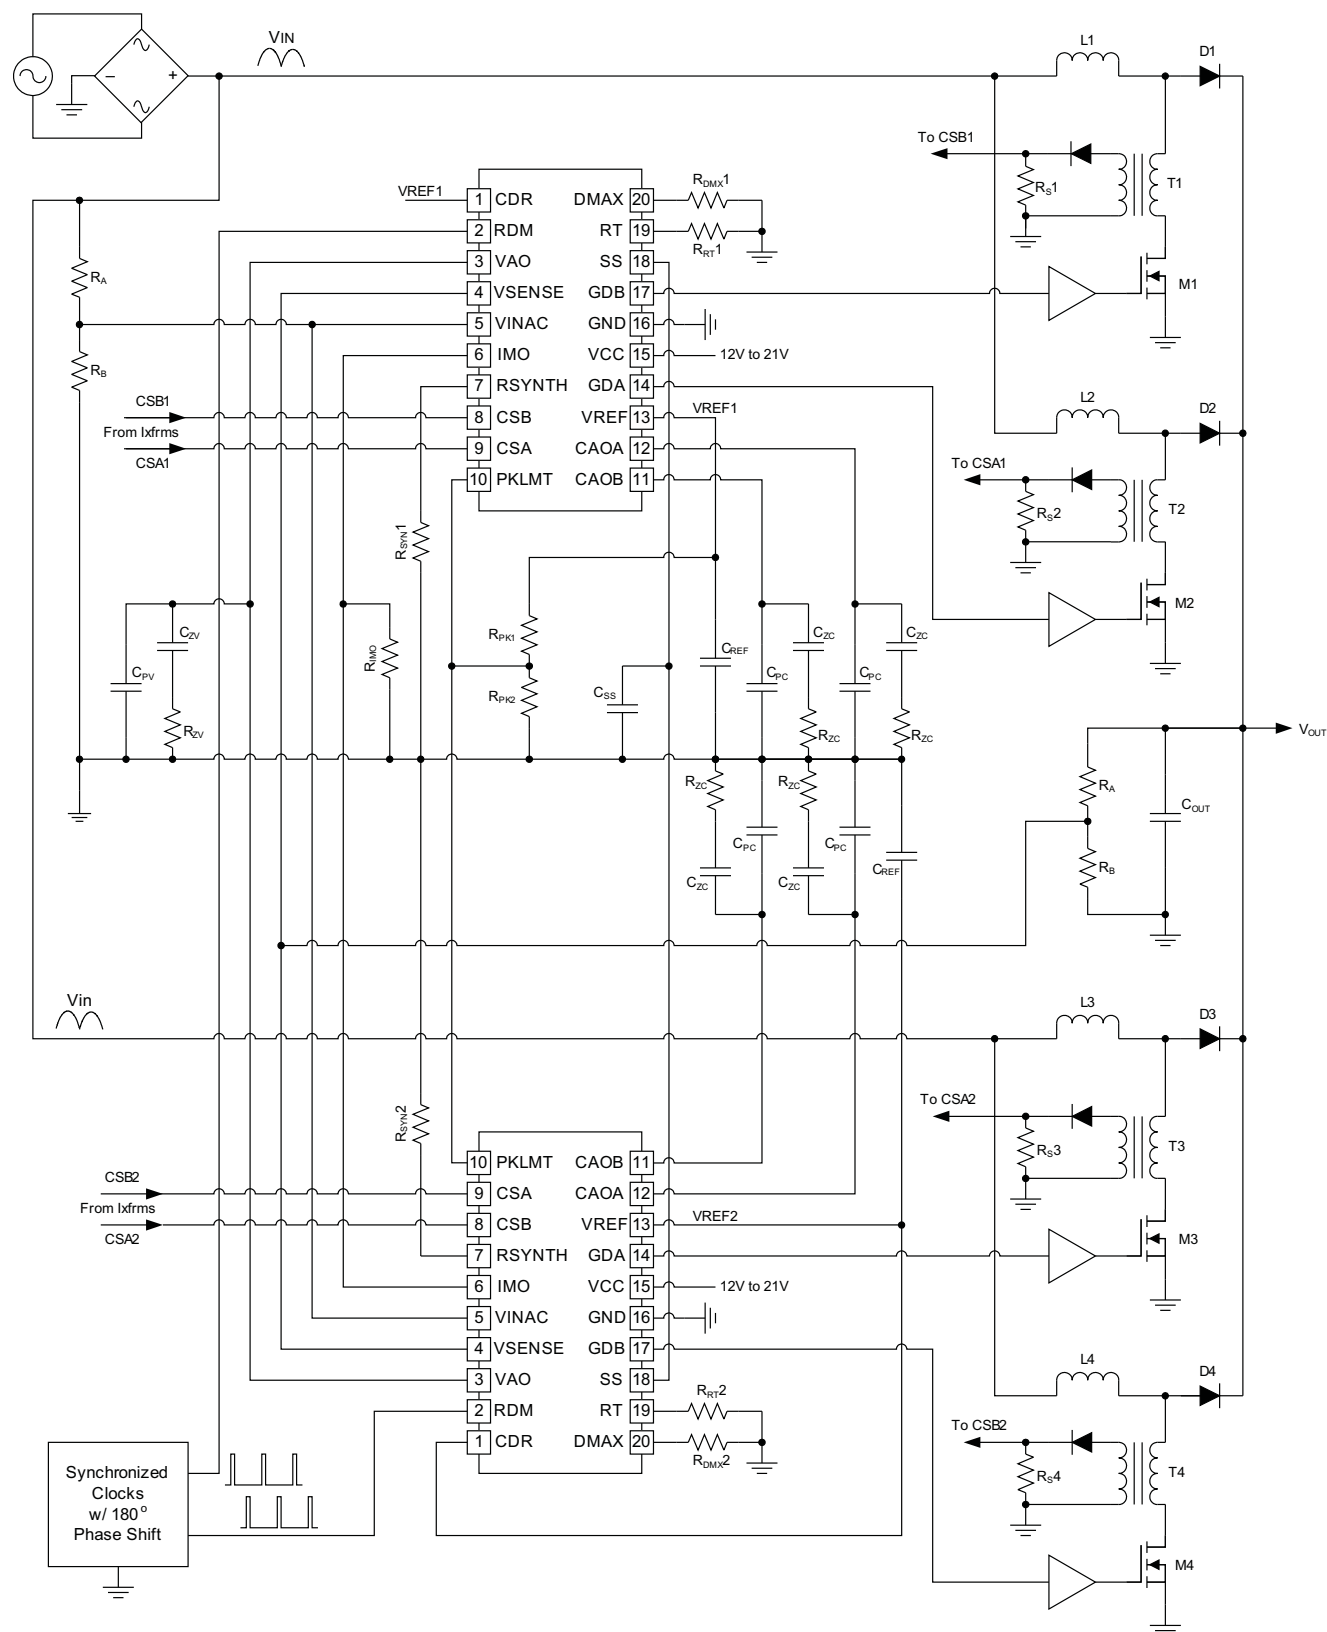 VIN
L1
D1
To CSB1
RS1
T1
M1
VREF1
1 CDR
2 RDM
3 VAO
4 VSENSE
5 VINAC
6 IMO
7 RSYNTH
8 CSB
9 CSA
10 PKLMT
DMAX 20
RT 19
SS 18
GDB 17
GND 16
VCC 15
GDA 14
VREF 13
CAOA 12
CAOB 11
RDMX1
RRT1
12V to 21V
VREF1
RA
RB
CSB1
From Ixfrms
CSA1
L2
D2
To CSA1
RS2
T2
M2
RSYN1
CZV
CPV
RZV
RIMO
RPK1
RPK2
CSS
CREF
CPC
CZC
RZC
CPC
CZC
RZC
RZC
CPC
CZC
RZC
CPC
CZC
CREF
VOUT
RA
RB
COUT
Vin
L3
D3
To CSA2
RS3
T3
M3
RSYN2
CSB2
From Ixfrms
CSA2
10 PKLMT
9 CSA
8 CSB
7 RSYNTH
6 IMO
5 VINAC
4 VSENSE
3 VAO
2 RDM
1 CDR
CAOB 11
CAOA 12
VREF 13
GDA 14
VCC 15
GND 16
GDB 17
SS 18
RT 19
DMAX 20
VREF2
12V to 21V
RRT2
RDMX2
L4
D4
To CSB2
RS4
T4
M4
Synchronized
Clocks
w/ 180°
Phase Shift